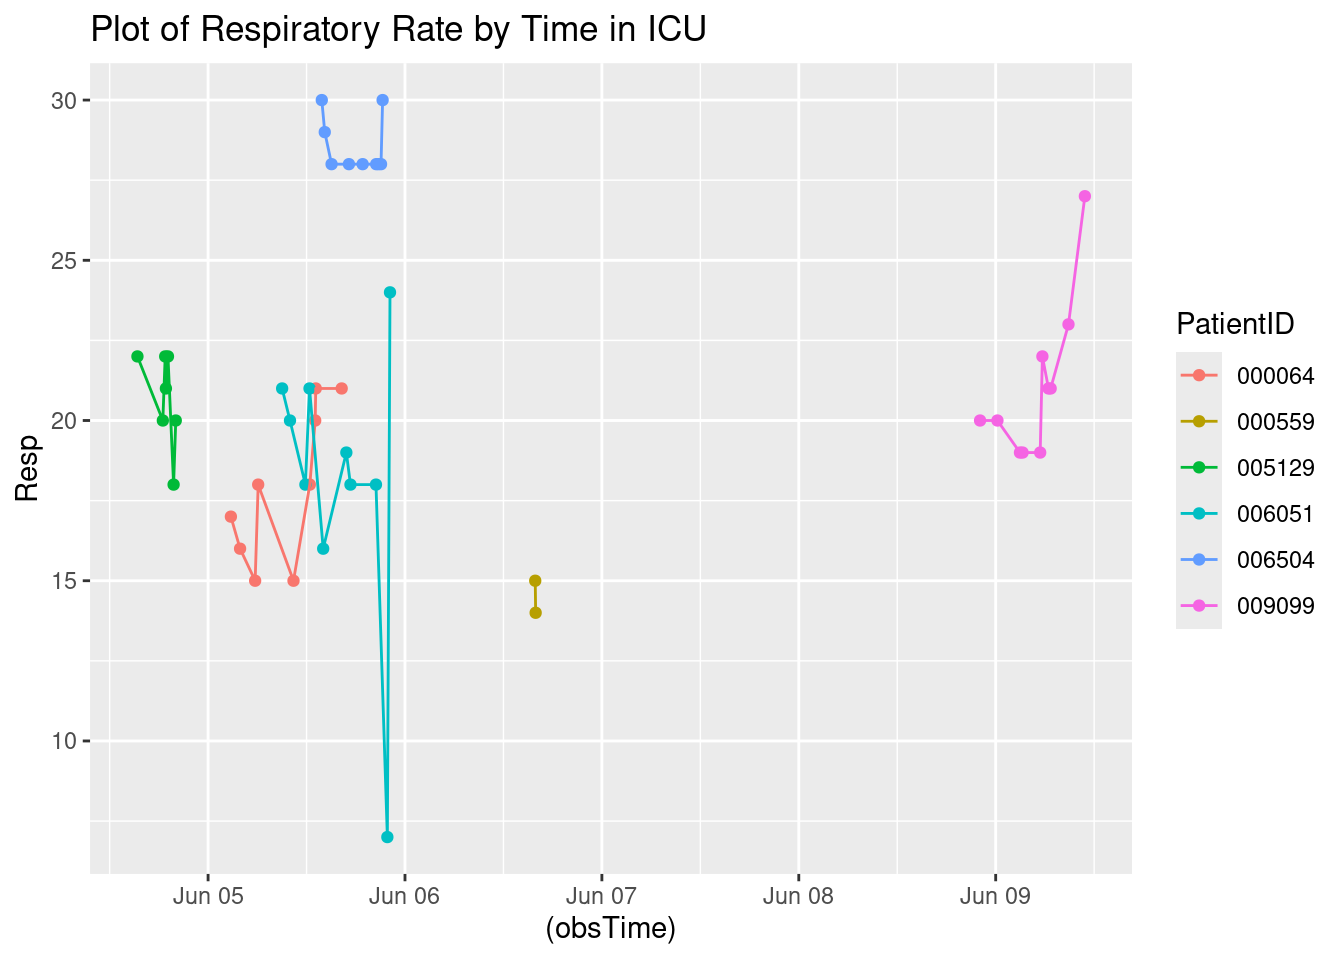 Plot of Respiratory Rate by Time in ICU
30
25
20
15
10
Resp
Jun 05
Jun 06
Jun 07
Jun 08
Jun 09
(obsTime)
PatientID
000064
000559
005129
006051
006504
009099